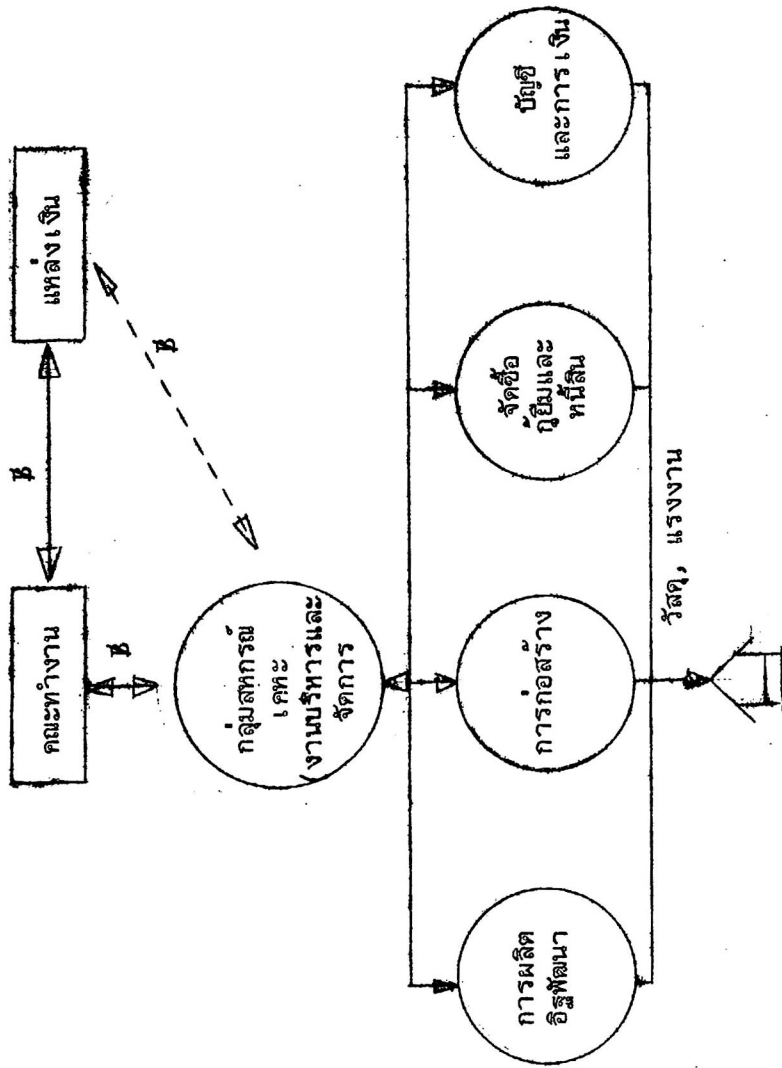 คณะทำงาน
฿
แหล่งเงิน
฿
฿
กลุ่มสหกรณ์
เคหะ
(งานบริหารและ
จัดการ
การผลิต
อิฐพัฒนา
การก่อสร้าง
จัดซื้อ
กู้ยืมและ
หนี้สิน
บัญชี
และการเงิน
วัสดุ, แรงงาน